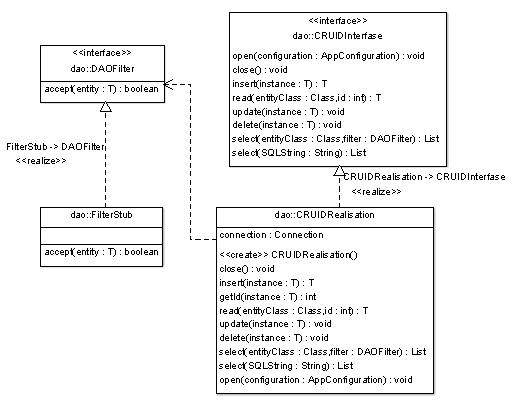 <<interface>>
dao::CRUIDInterfase
open(configuration : AppConfiguration) : void
close() : void
insert(instance : T) : T
read(entityClass : Class,id : int) : T
update(instance : T) : void
delete(instance : T) : void
select(entityClass : Class,filter : DAOFilter) : List
select(SQLString : String) : List
<<interface>>
dao::DAOFilter
accept(entity : T) : boolean
FilterStub -> DAOFilter
<<realize>>
CRUIDRealisation -> CRUIDInterfase
<<realize>>
dao::FilterStub
accept(entity : T) : boolean
dao::CRUIDRealisation
connection : Connection
<<create>> CRUIDRealisation()
close() : void
insert(instance : T) : T
getId(instance : T) : int
read(entityClass : Class,id : int) : T
update(instance : T) : void
delete(instance : T) : void
select(entityClass : Class,filter : DAOFilter) : List
select(SQLString : String) : List
open(configuration : AppConfiguration) : void